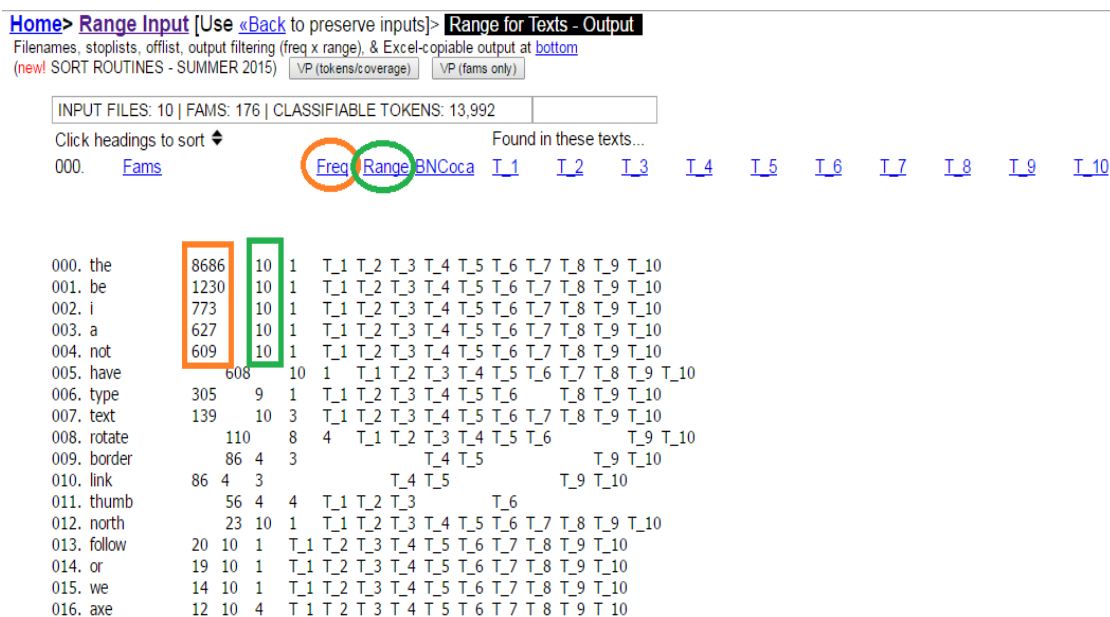 Home> Range Input [Use «Back to preserve inputs]> Range for Texts - Output
Filenames, stoplists, offlist, output filtering (freq x range), & Excel-copiable output at bottom
(new! SORT ROUTINES - SUMMER 2015) VP (tokens/coverage) VP (fams only)
INPUT FILES: 10 | FAMS: 176 | CLASSIFIABLE TOKENS: 13,992
Click headings to sort Found in these texts...
000. Fams Freq Range BNCoca T_1 T_2 T_3 T_4 T_5 T_6 T_7 T_8 T_9 T_10
000. the 8686 10 1 T_1 T_2 T_3 T_4 T_5 T_6 T_7 T_8 T_9 T_10
001. be 1230 10 1 T_1 T_2 T_3 T_4 T_5 T_6 T_7 T_8 T_9 T_10
002. i 773 10 1 T_1 T_2 T_3 T_4 T_5 T_6 T_7 T_8 T_9 T_10
003. a 627 10 1 T_1 T_2 T_3 T_4 T_5 T_6 T_7 T_8 T_9 T_10
004. not 609 10 1 T_1 T_2 T_3 T_4 T_5 T_6 T_7 T_8 T_9 T_10
005. have 608 10 1 T_1 T_2 T_3 T_4 T_5 T_6 T_7 T_8 T_9 T_10
006. type 305 9 1 T_1 T_2 T_3 T_4 T_5 T_6 T_8 T_9 T_10
007. text 139 10 3 T_1 T_2 T_3 T_4 T_5 T_6 T_7 T_8 T_9 T_10
008. rotate 110 8 4 T_1 T_2 T_3 T_4 T_5 T_6 T_9 T_10
009. border 86 4 3 T_4 T_5 T_9 T_10
010. link 86 4 3 T_4 T_5 T_9 T_10
011. thumb 56 4 4 T_1 T_2 T_3 T_6
012. north 23 10 1 T_1 T_2 T_3 T_4 T_5 T_6 T_7 T_8 T_9 T_10
013. follow 20 10 1 T_1 T_2 T_3 T_4 T_5 T_6 T_7 T_8 T_9 T_10
014. or 19 10 1 T_1 T_2 T_3 T_4 T_5 T_6 T_7 T_8 T_9 T_10
015. we 14 10 1 T_1 T_2 T_3 T_4 T_5 T_6 T_7 T_8 T_9 T_10
016. axe 12 10 4 T_1 T_2 T_3 T_4 T_5 T_6 T_7 T_8 T_9 T_10